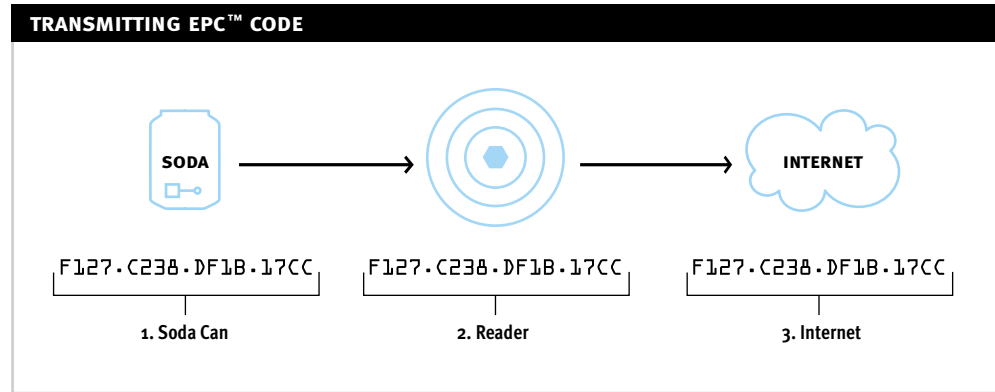 TRANSMITTING EPC™ CODE
SODA
INTERNET
F127.C238.DF1B.17CC F127.C238.DF1B.17CC F127.C238.DF1B.17CC
1. Soda Can 2. Reader 3. Internet